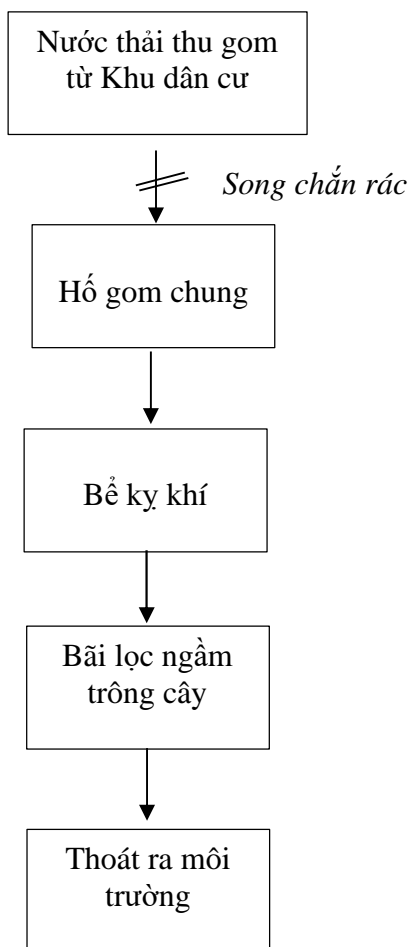 Nước thải thu gom
từ Khu dân cư
Song chắn rác
Hố gom chung
Bể kỵ khí
Bãi lọc ngầm
trông cây
Thoát ra môi
trường